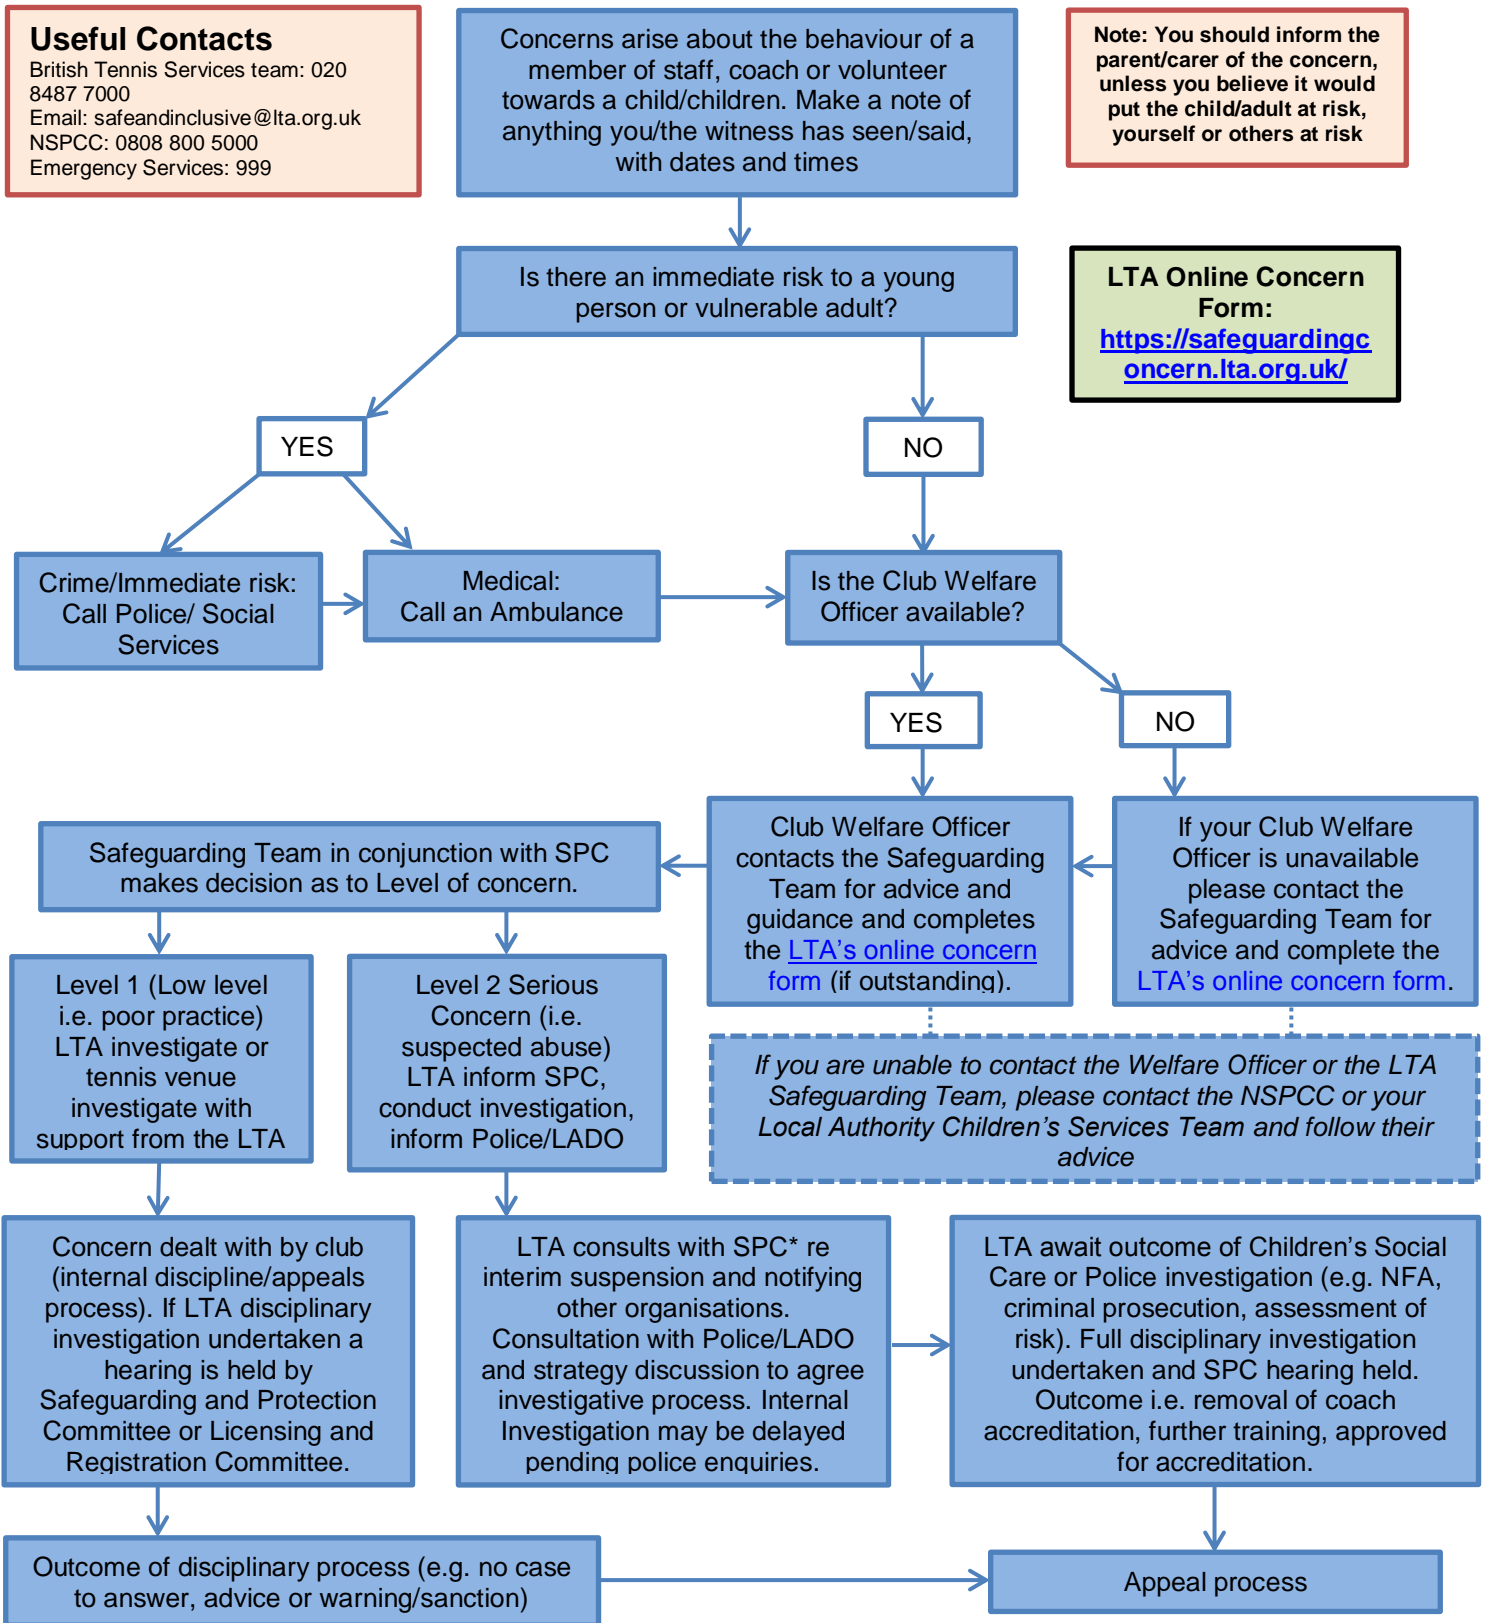 Useful Contacts
British Tennis Services team: 020
8487 7000
Email: safeandinclusive@lta.org.uk
NSPCC: 0808 800 5000
Emergency Services: 999
Concerns arise about the behaviour of a
member of staff, coach or volunteer
towards a child/children. Make a note of
anything you/the witness has seen/said,
with dates and times
Note: You should inform the
parent/carer of the concern,
unless you believe it would
put the child/adult at risk,
yourself or others at risk
Is there an immediate risk to a young
person or vulnerable adult?
LTA Online Concern
Form:
https://safeguardingc
oncern.lta.org.uk/
YES
NO
Crime/Immediate risk:
Call Police/ Social
Services
Medical:
Call an Ambulance
Is the Club Welfare
Officer available?
YES
NO
Safeguarding Team in conjunction with SPC
makes decision as to Level of concern.
Club Welfare Officer
contacts the Safeguarding
Team for advice and
guidance and completes
the LTA's online concern
form (if outstanding).
If your Club Welfare
Officer is unavailable
please contact the
Safeguarding Team for
advice and complete the
LTA's online concern form.
Level 1 (Low level
i.e. poor practice)
LTA investigate or
tennis venue
investigate with
support from the LTA
Level 2 Serious
Concern (i.e.
suspected abuse)
LTA inform SPC,
conduct investigation,
inform Police/LADO
If you are unable to contact the Welfare Officer or the LTA
Safeguarding Team, please contact the NSPCC or your
Local Authority Children's Services Team and follow their
advice
Concern dealt with by club
(internal discipline/appeals
process). If LTA disciplinary
investigation undertaken a
hearing is held by
Safeguarding and Protection
Committee or Licensing and
Registration Committee.
LTA consults with SPC* re
interim suspension and notifying
other organisations.
Consultation with Police/LADO
and strategy discussion to agree
investigative process. Internal
Investigation may be delayed
pending police enquiries.
LTA await outcome of Children's Social
Care or Police investigation (e.g. NFA,
criminal prosecution, assessment of
risk). Full disciplinary investigation
undertaken and SPC hearing held.
Outcome i.e. removal of coach
accreditation, further training, approved
for accreditation.
Outcome of disciplinary process (e.g. no case
to answer, advice or warning/sanction)
Appeal process